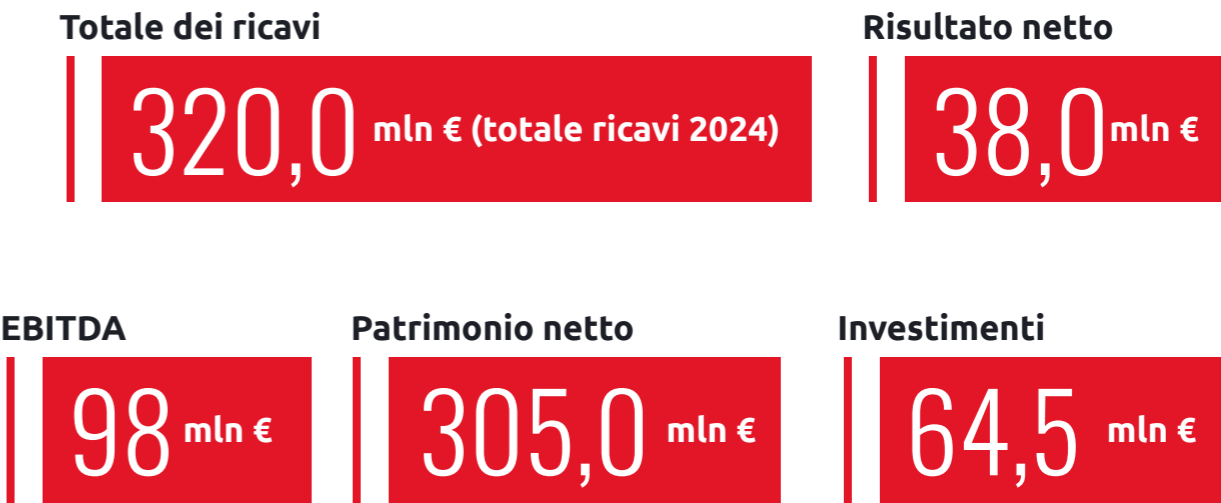 Totale dei ricavi
320,0 mln € (totale ricavi 2024)
Risultato netto
38,0 mln €
EBITDA
98 mln €
Patrimonio netto
305,0 mln €
Investimenti
64,5 mln €